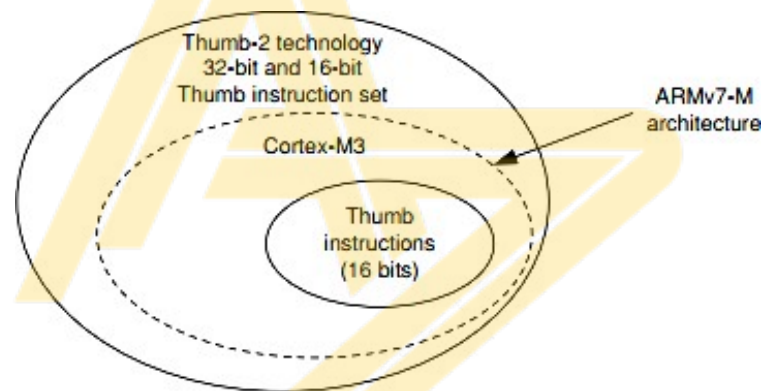 Thumb-2 technology
32-bit and 16-bit
Thumb instruction set
ARMv7-M
architecture
Cortex-M3
Thumb
instructions
(16 bits)